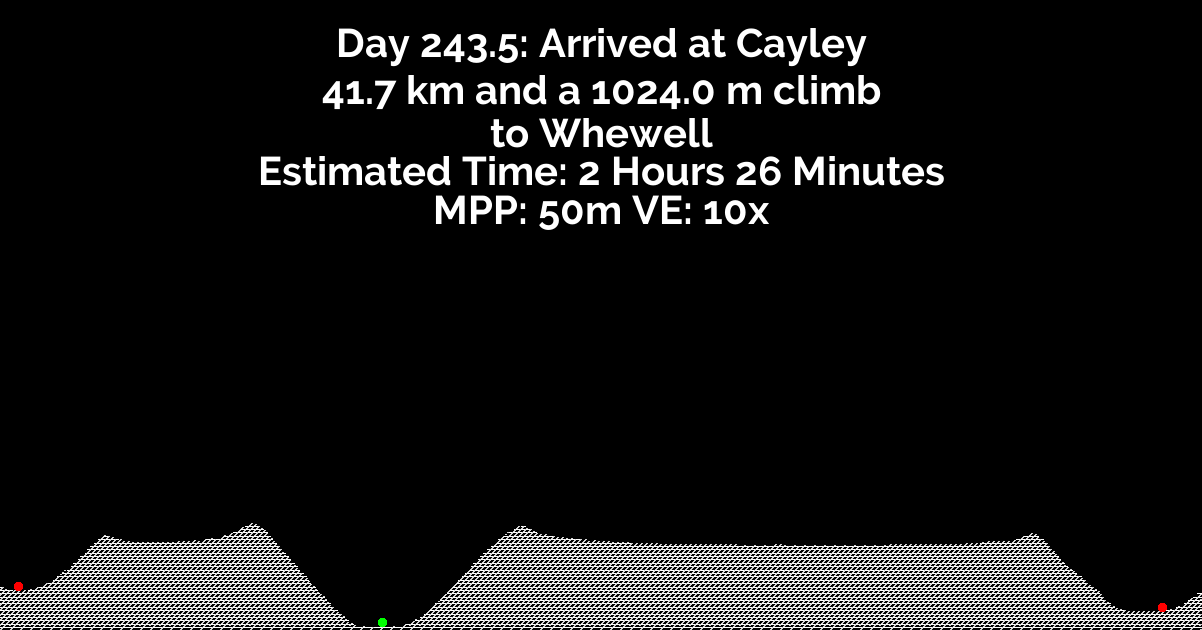 Day 243.5: Arrived at Cayley
41.7 km and a 1024.0 m climb
to Whewell
Estimated Time: 2 Hours 26 Minutes
MPP: 50m VE: 10x